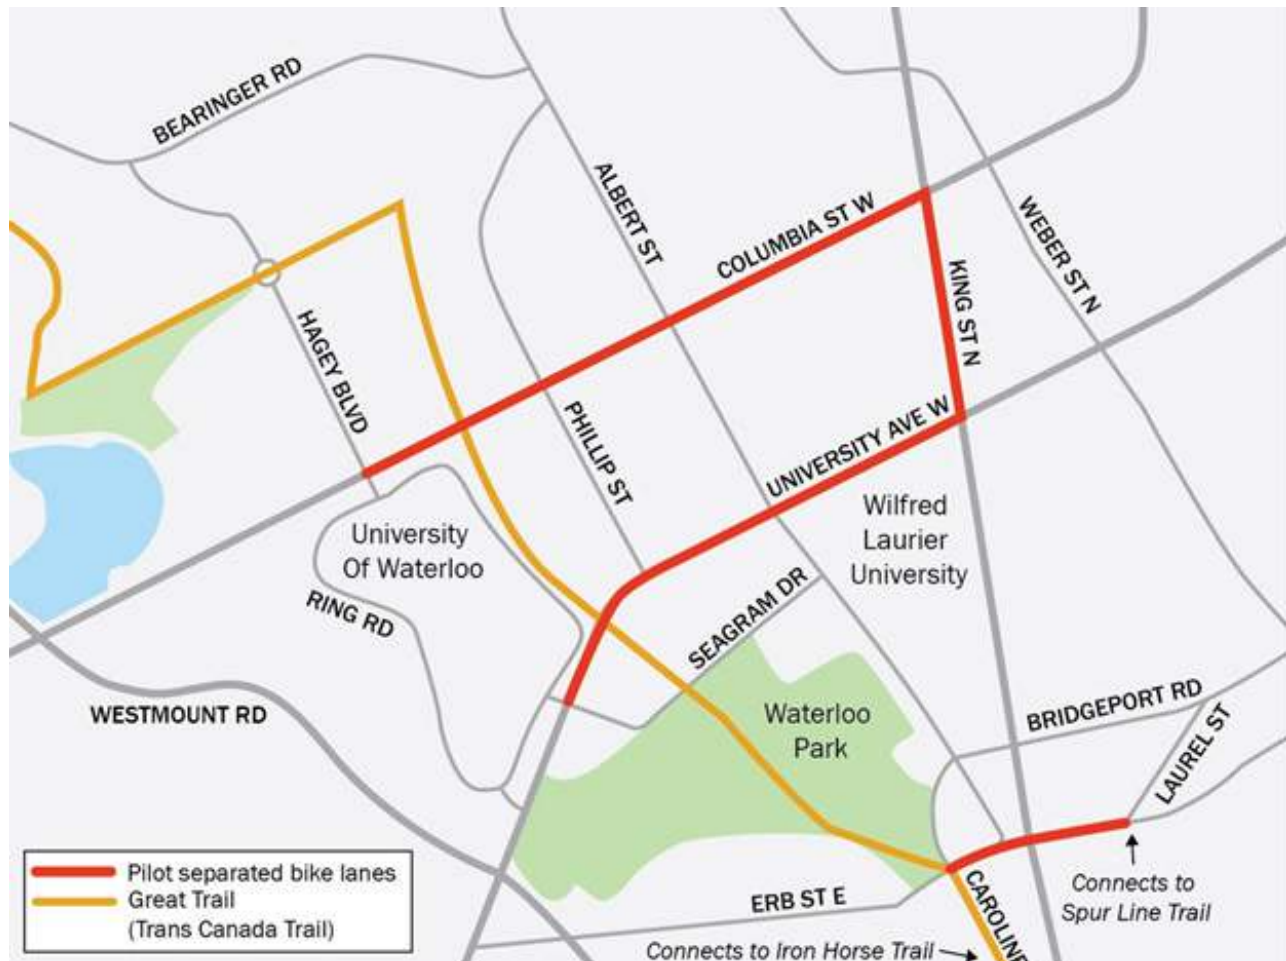 BEARINGER RD
ALBERT ST
COLUMBIA ST W
WEBER ST N
KING ST N
HAGEY BLVD
PHILLIP ST
UNIVERSITY AVE W
University
Of Waterloo
Wilfred
Laurier
University
RING RD
SEAGRAM DR
WESTMOUNT RD
Waterloo
Park
BRIDGEPORT RD
LAUREL ST
Pilot separated bike lanes
Great Trail
(Trans Canada Trail)
ERB ST E
CAROLINE
Connects to
Spur Line Trail
Connects to Iron Horse Trail